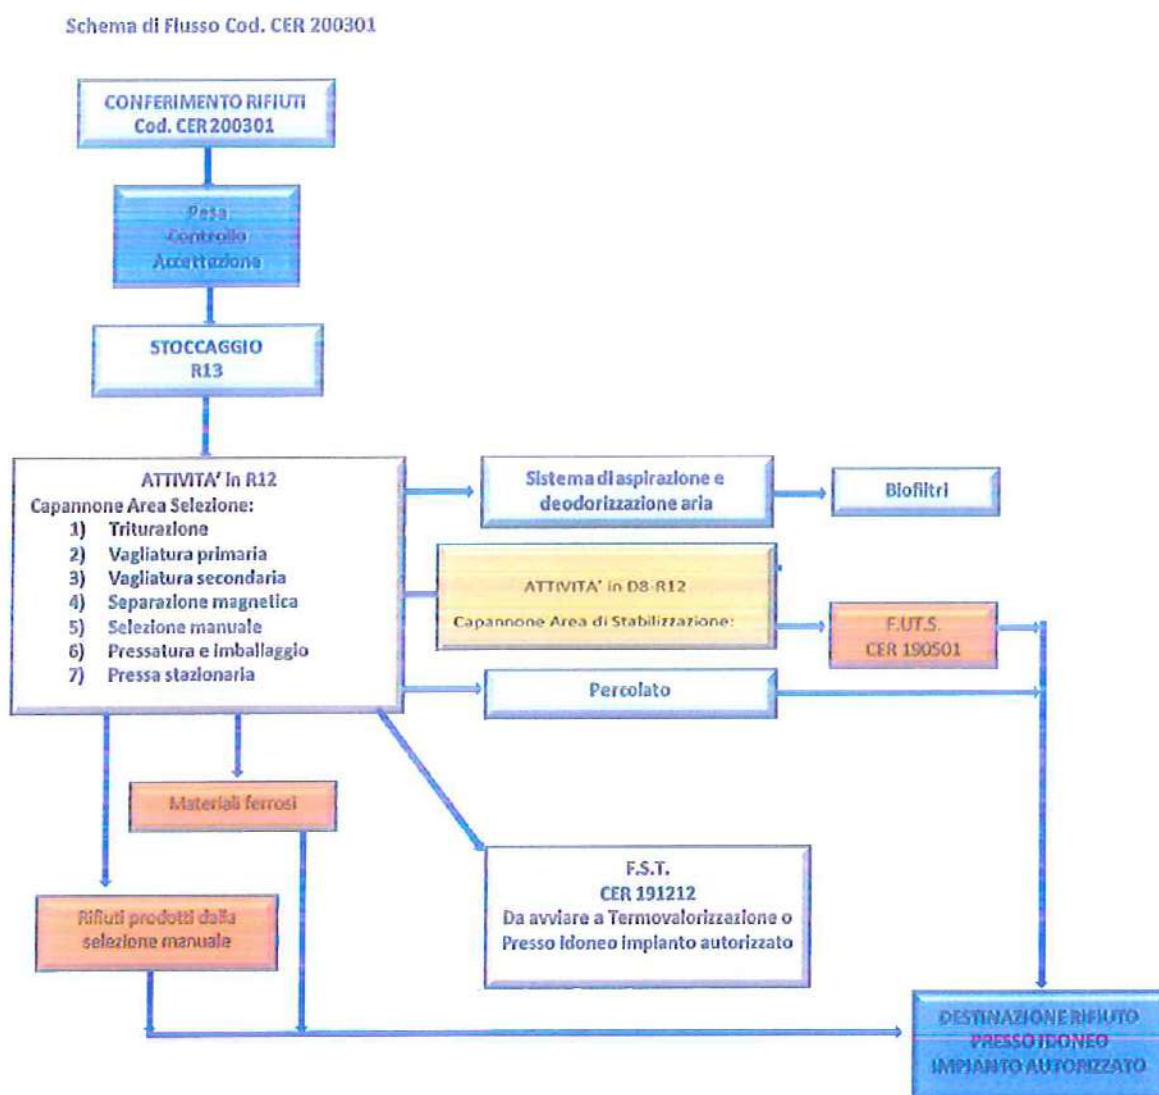 Schema di Flusso Cod. CER 200301
CONFERIMENTO RIFIUTI
Cod. CER 200301
Pesa
Controllo
Accettazione
STOCCAGGIO
R13
ATTIVITA' in R12
Capannone Area Selezione:
1) Triturazione
2) Vagliatura primaria
3) Vagliatura secondaria
4) Separazione magnetica
5) Selezione manuale
6) Pressatura e imballaggio
7) Pressa stazionaria
Sistema di aspirazione e
deodorizzazione aria
Biofiltri
ATTIVITA' in D8-R12
Capannone Area di Stabilizzazione:
F.UT.S.
CER 190501
Percolato
Materiali ferrosi
Rifiuti prodotti dalla
selezione manuale
F.S.T.
CER 191212
Da avviare a Termovalorizzazione o
Presso idoneo impianto autorizzato
DESTINAZIONE RIFIUTO
PRESSO IDONEO
IMPIANTO AUTORIZZATO